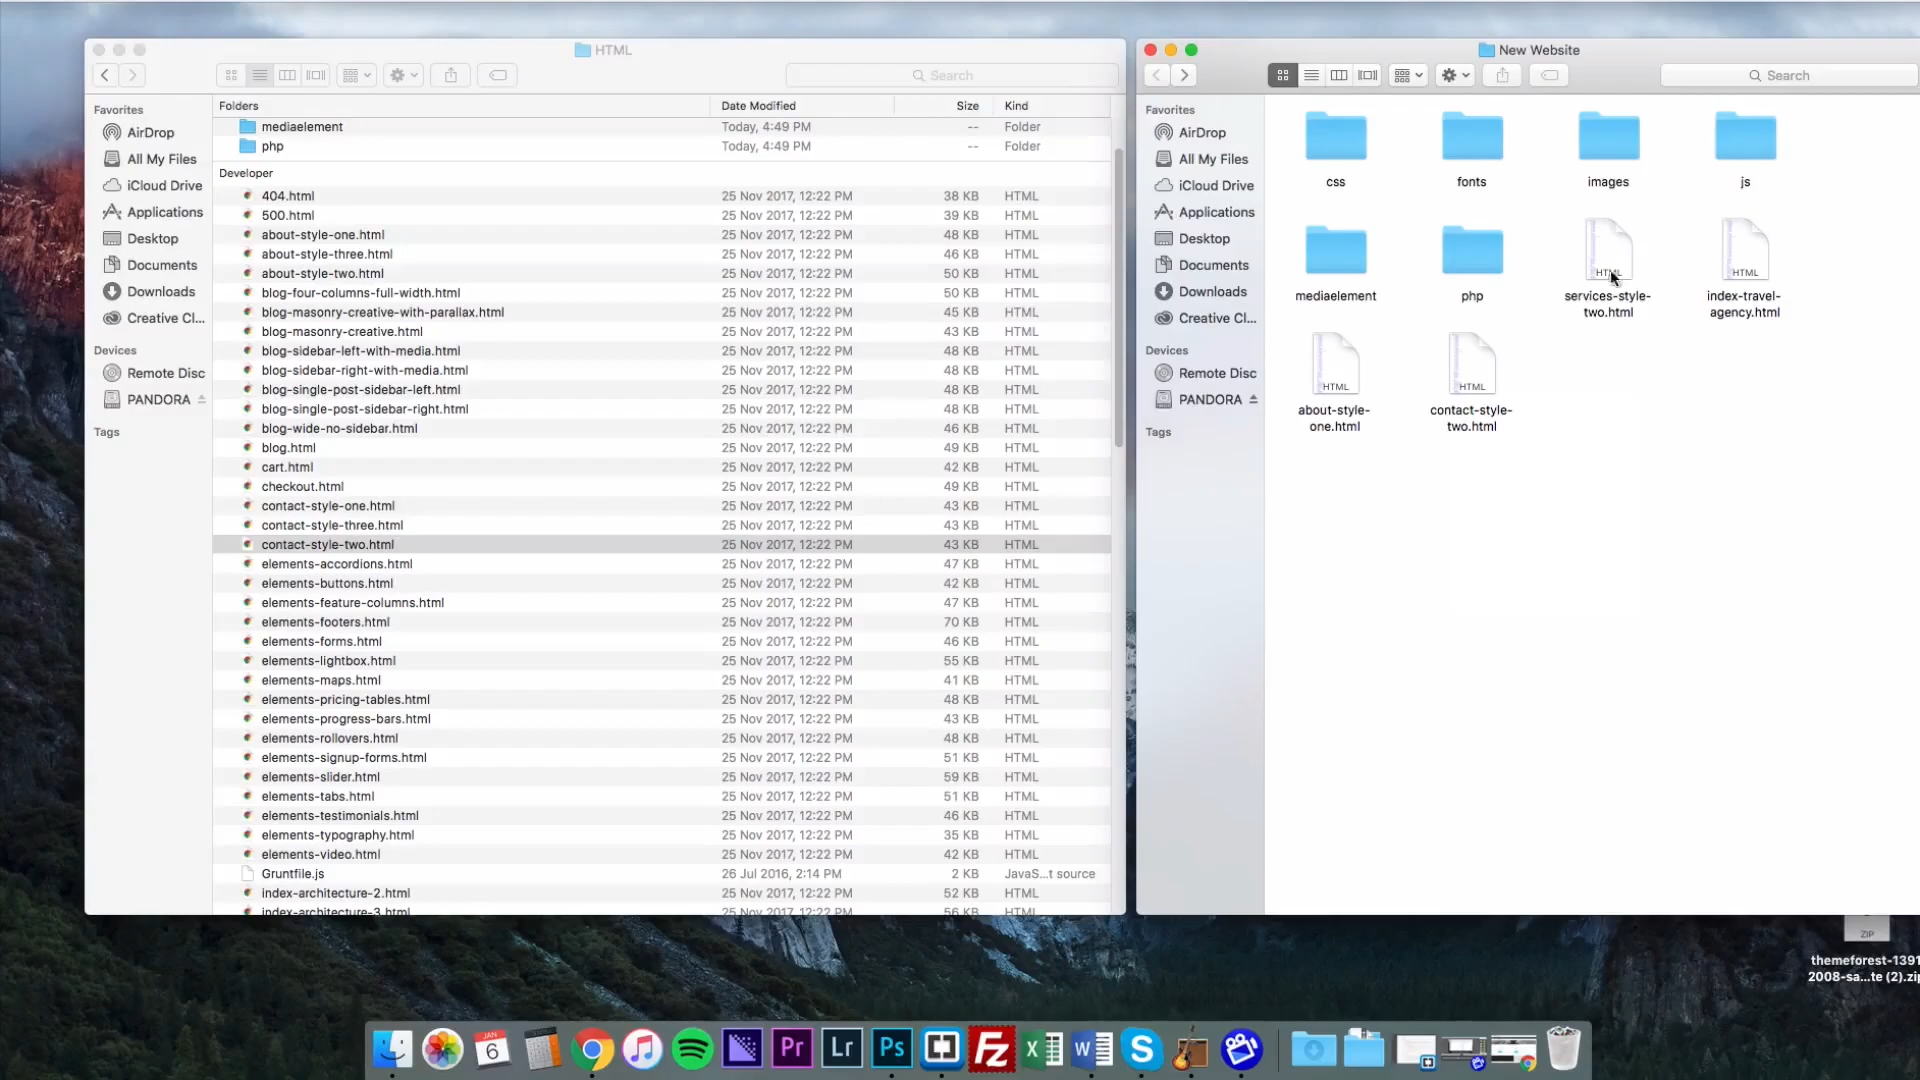 HTML
Search
Favorites
AirDrop
All My Files
iCloud Drive
Applications
Desktop
Documents
Downloads
Creative Cl...
Devices
Remote Disc
PANDORA
Tags
Folders Date Modified Size Kind
mediaelement Today, 4:49 PM -- Folder
php Today, 4:49 PM -- Folder
Developer
404.html 25 Nov 2017, 12:22 PM 38 KB HTML
500.html 25 Nov 2017, 12:22 PM 39 KB HTML
about-style-one.html 25 Nov 2017, 12:22 PM 48 KB HTML
about-style-three.html 25 Nov 2017, 12:22 PM 46 KB HTML
about-style-two.html 25 Nov 2017, 12:22 PM 50 KB HTML
blog-four-columns-full-width.html 25 Nov 2017, 12:22 PM 50 KB HTML
blog-masonry-creative-with-parallax.html 25 Nov 2017, 12:22 PM 45 KB HTML
blog-masonry-creative.html 25 Nov 2017, 12:22 PM 43 KB HTML
blog-sidebar-left-with-media.html 25 Nov 2017, 12:22 PM 48 KB HTML
blog-sidebar-right-with-media.html 25 Nov 2017, 12:22 PM 48 KB HTML
blog-single-post-sidebar-left.html 25 Nov 2017, 12:22 PM 48 KB HTML
blog-single-post-sidebar-right.html 25 Nov 2017, 12:22 PM 48 KB HTML
blog-wide-no-sidebar.html 25 Nov 2017, 12:22 PM 46 KB HTML
blog.html 25 Nov 2017, 12:22 PM 49 KB HTML
cart.html 25 Nov 2017, 12:22 PM 42 KB HTML
checkout.html 25 Nov 2017, 12:22 PM 49 KB HTML
contact-style-one.html 25 Nov 2017, 12:22 PM 43 KB HTML
contact-style-three.html 25 Nov 2017, 12:22 PM 43 KB HTML
contact-style-two.html 25 Nov 2017, 12:22 PM 43 KB HTML
elements-accordions.html 25 Nov 2017, 12:22 PM 47 KB HTML
elements-buttons.html 25 Nov 2017, 12:22 PM 42 KB HTML
elements-feature-columns.html 25 Nov 2017, 12:22 PM 47 KB HTML
elements-footers.html 25 Nov 2017, 12:22 PM 70 KB HTML
elements-forms.html 25 Nov 2017, 12:22 PM 46 KB HTML
elements-lightbox.html 25 Nov 2017, 12:22 PM 55 KB HTML
elements-maps.html 25 Nov 2017, 12:22 PM 41 KB HTML
elements-pricing-tables.html 25 Nov 2017, 12:22 PM 48 KB HTML
elements-progress-bars.html 25 Nov 2017, 12:22 PM 43 KB HTML
elements-rollovers.html 25 Nov 2017, 12:22 PM 48 KB HTML
elements-signup-forms.html 25 Nov 2017, 12:22 PM 51 KB HTML
elements-slider.html 25 Nov 2017, 12:22 PM 59 KB HTML
elements-tabs.html 25 Nov 2017, 12:22 PM 51 KB HTML
elements-testimonials.html 25 Nov 2017, 12:22 PM 46 KB HTML
elements-typography.html 25 Nov 2017, 12:22 PM 35 KB HTML
elements-video.html 25 Nov 2017, 12:22 PM 42 KB HTML
Gruntfile.js 26 Jul 2016, 2:14 PM 2 KB JavaS...t source
index-architecture-2.html 25 Nov 2017, 12:22 PM 52 KB HTML
index-architecture-3.html 25 Nov 2017, 12:22 PM 56 KB HTML
New Website
Search
Favorites
AirDrop
All My Files
iCloud Drive
Applications
Desktop
Documents
Downloads
Creative Cl...
Devices
Remote Disc
PANDORA
Tags
css fonts images js
HTML HTML
mediaelement php services-style-two.html index-travel-agency.html
HTML HTML
about-style-one.html contact-style-two.html
ZIP
themeforest-1391
2008-sa...te (2).zip
JAN
6
Pr
Lr
Ps
Fz
X
W
S